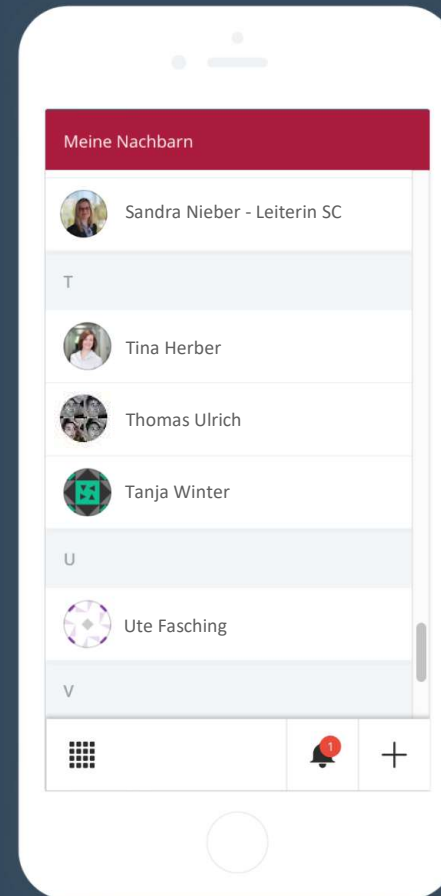 Meine Nachbarn
Sandra Nieber - Leiterin SC
T
Tina Herber
Thomas Ulrich
Tanja Winter
U
Ute Fasching
V
1